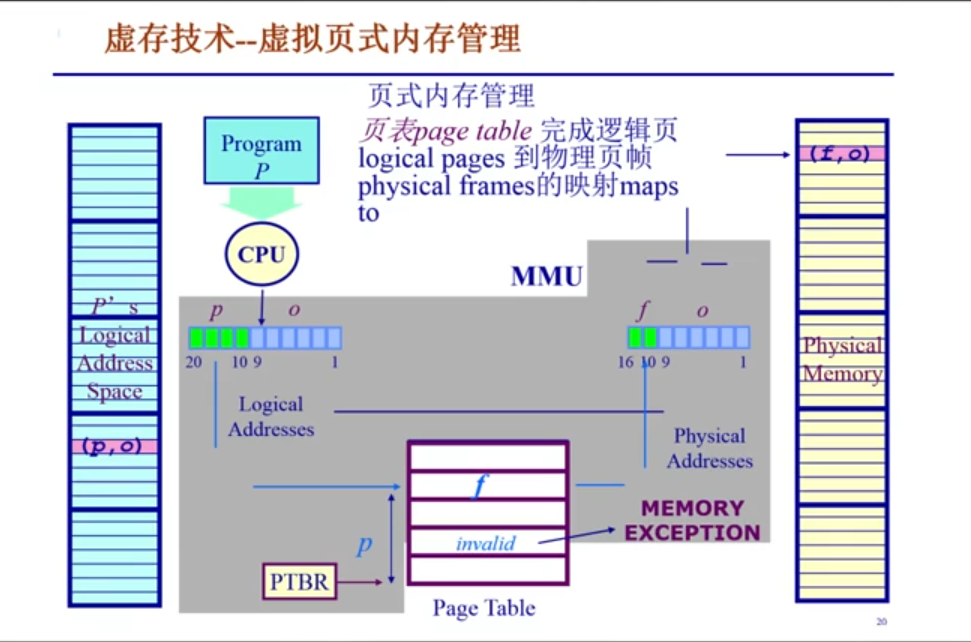 虚存技术--虚拟页式内存管理
页式内存管理
页表page table 完成逻辑页
logical pages 到物理页帧
physical frames的映射maps
to
Program
P
CPU
MMU
P’s
Logical
Address
Space
(p,o)
p o
20 10 9 1
Logical
Addresses
f o
16 10 9 1
Physical
Addresses
(f,o)
Physical
Memory
f
invalid
p
PTBR
Page Table
MEMORY
EXCEPTION
20